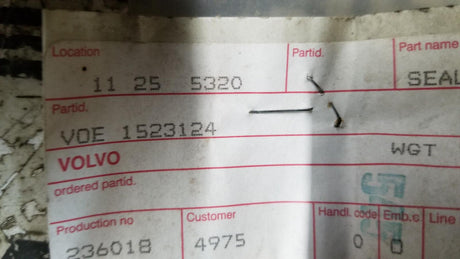 Location Partid. Part name
11 25 5320 SEAL
Partid.
VOE 1523124
VOLVO WGT
ordered partid.
Production no Customer Handl. code Emb.c Line
236018 4975 0 0